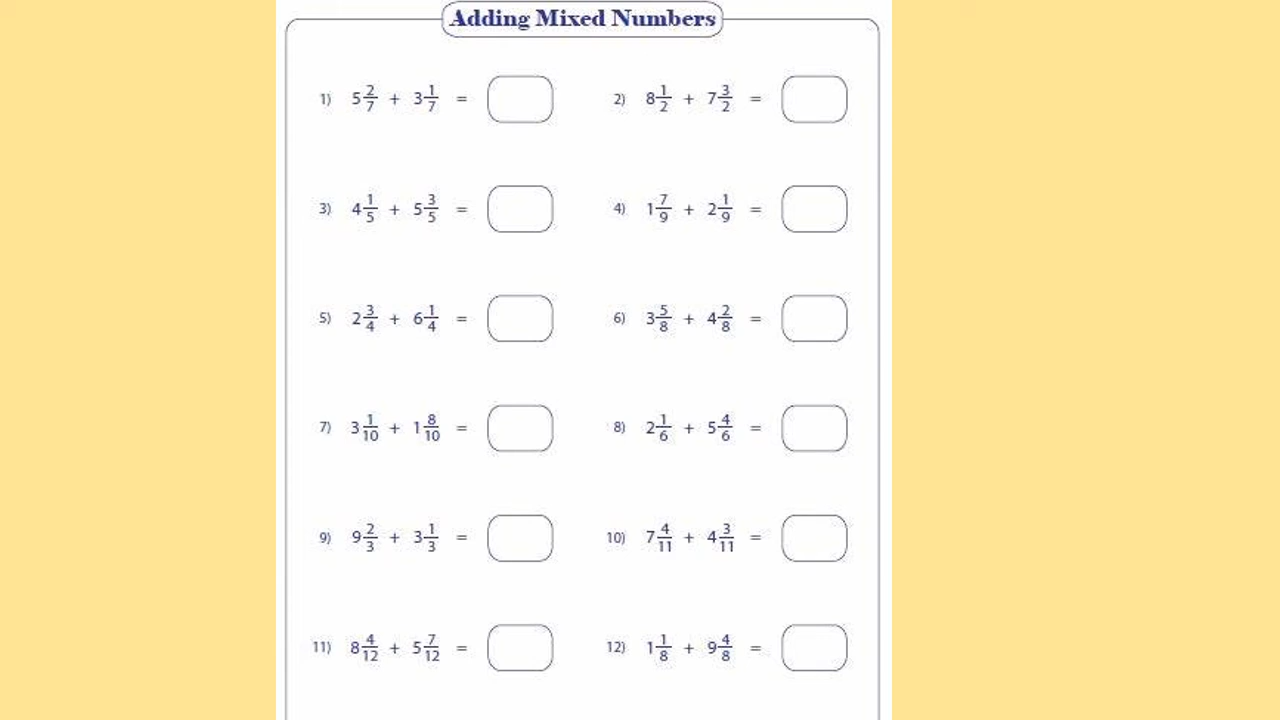 Adding Mixed Numbers
1) 5 2/7 + 3 1/7 = 2) 8 1/2 + 7 3/2 =
3) 4 1/5 + 5 3/5 = 4) 1 7/9 + 2 1/9 =
5) 2 3/4 + 6 1/4 = 6) 3 5/8 + 4 2/8 =
7) 3 1/10 + 1 8/10 = 8) 2 1/6 + 5 4/6 =
9) 9 2/3 + 3 1/3 = 10) 7 4/11 + 4 3/11 =
11) 8 4/12 + 5 7/12 = 12) 1 1/8 + 9 4/8 =